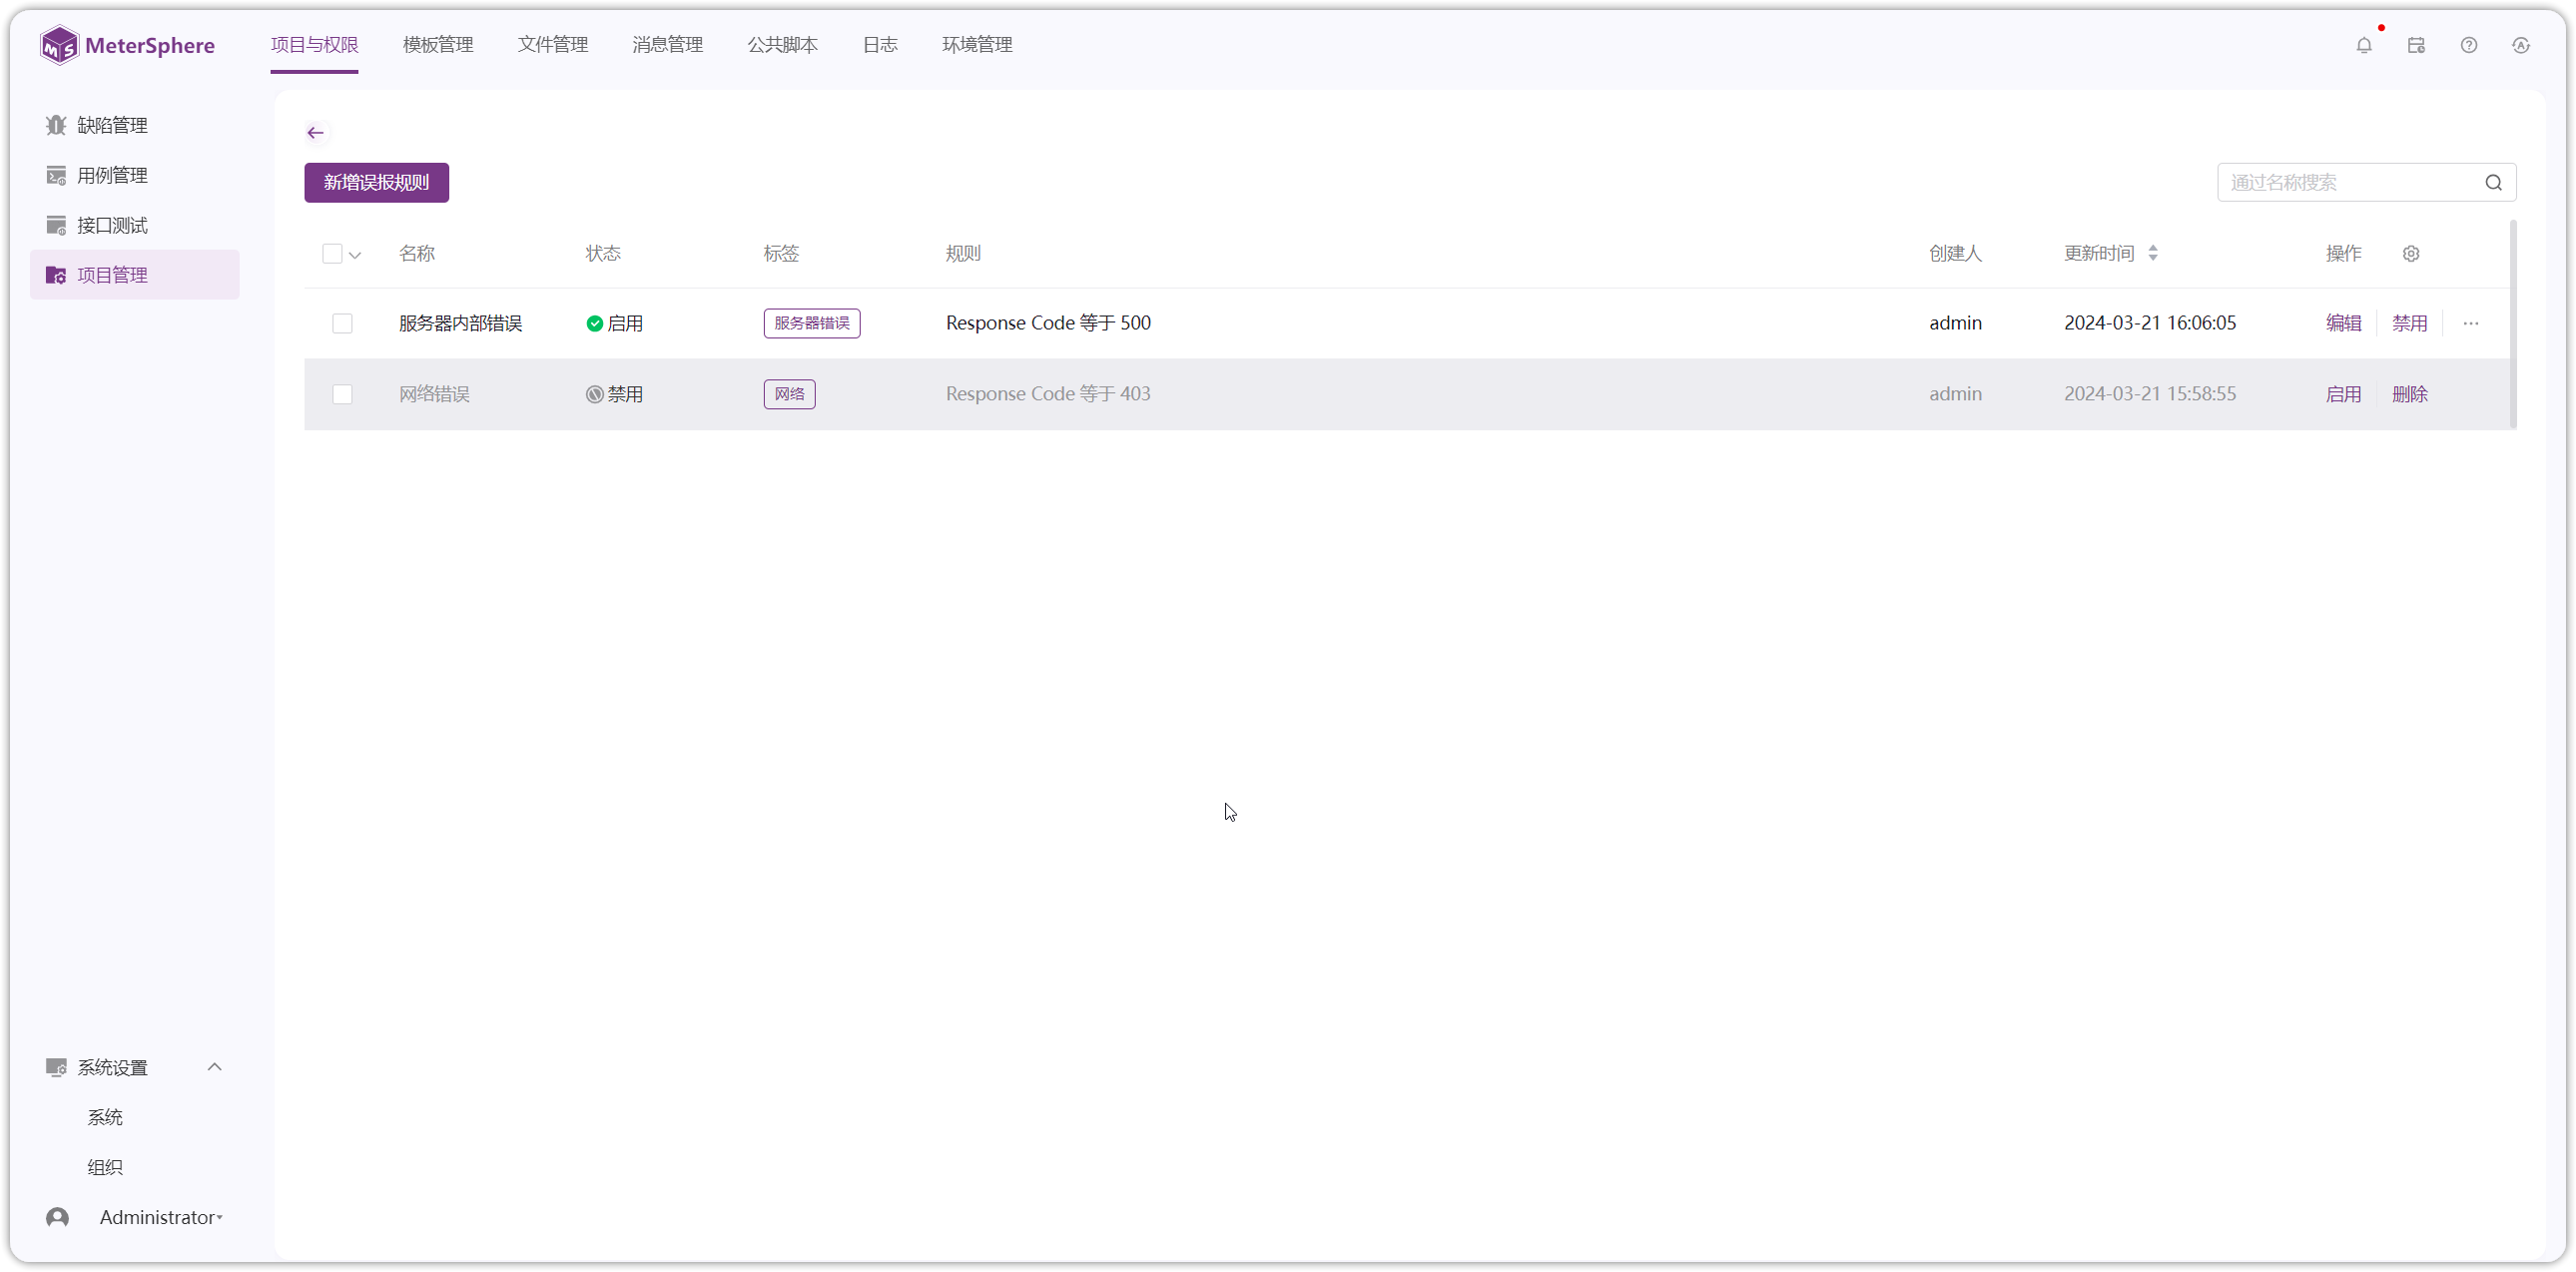 MeterSphere
项目与权限 模板管理 文件管理 消息管理 公共脚本 日志 环境管理
缺陷管理
用例管理
接口测试
项目管理
新增误报规则
通过名称搜索
名称 状态 标签 规则 创建人 更新时间 操作
服务器内部错误 启用 服务器错误 Response Code 等于 500 admin 2024-03-21 16:06:05 编辑 禁用 ...
网络错误 禁用 网络 Response Code 等于 403 admin 2024-03-21 15:58:55 启用 删除
系统设置
系统
组织
Administrator